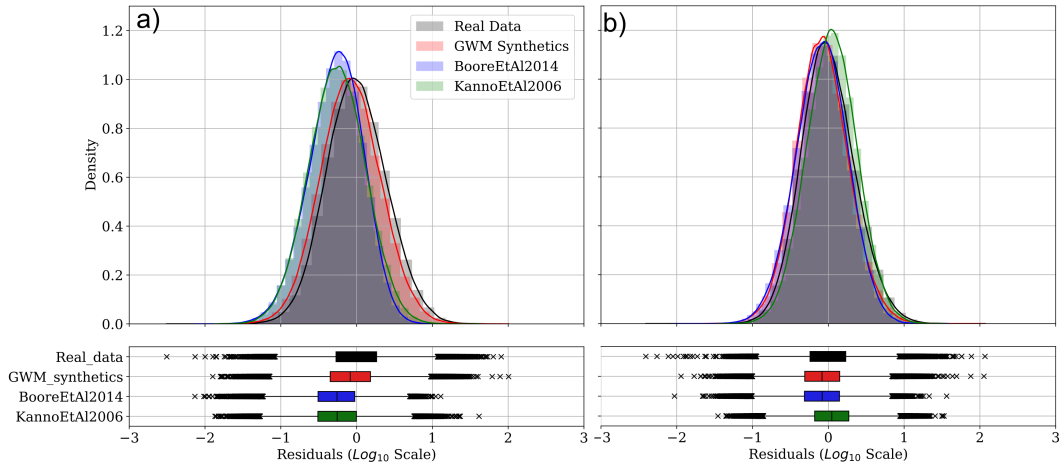 a)
b)
Real Data
GWM Synthetics
BooreEtAl2014
KannoEtAl2006
Density
1.2
1.0
0.8
0.6
0.4
0.2
0.0
Real_data
GWM_synthetics
BooreEtAl2014
KannoEtAl2006
−3 −2 −1 0 1 2 3
−3 −2 −1 0 1 2 3
Residuals (Log10 Scale)
Residuals (Log10 Scale)